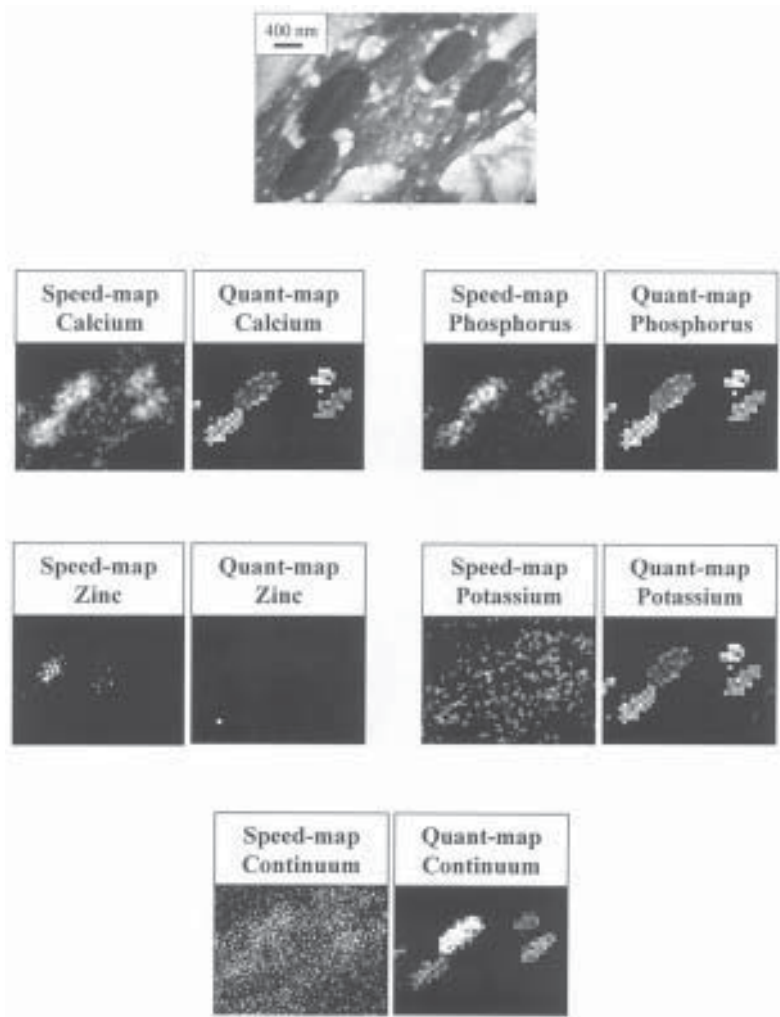 400 nm
Speed-map
Calcium
Quant-map
Calcium
Speed-map
Phosphorus
Quant-map
Phosphorus
Speed-map
Zinc
Quant-map
Zinc
Speed-map
Potassium
Quant-map
Potassium
Speed-map
Continuum
Quant-map
Continuum